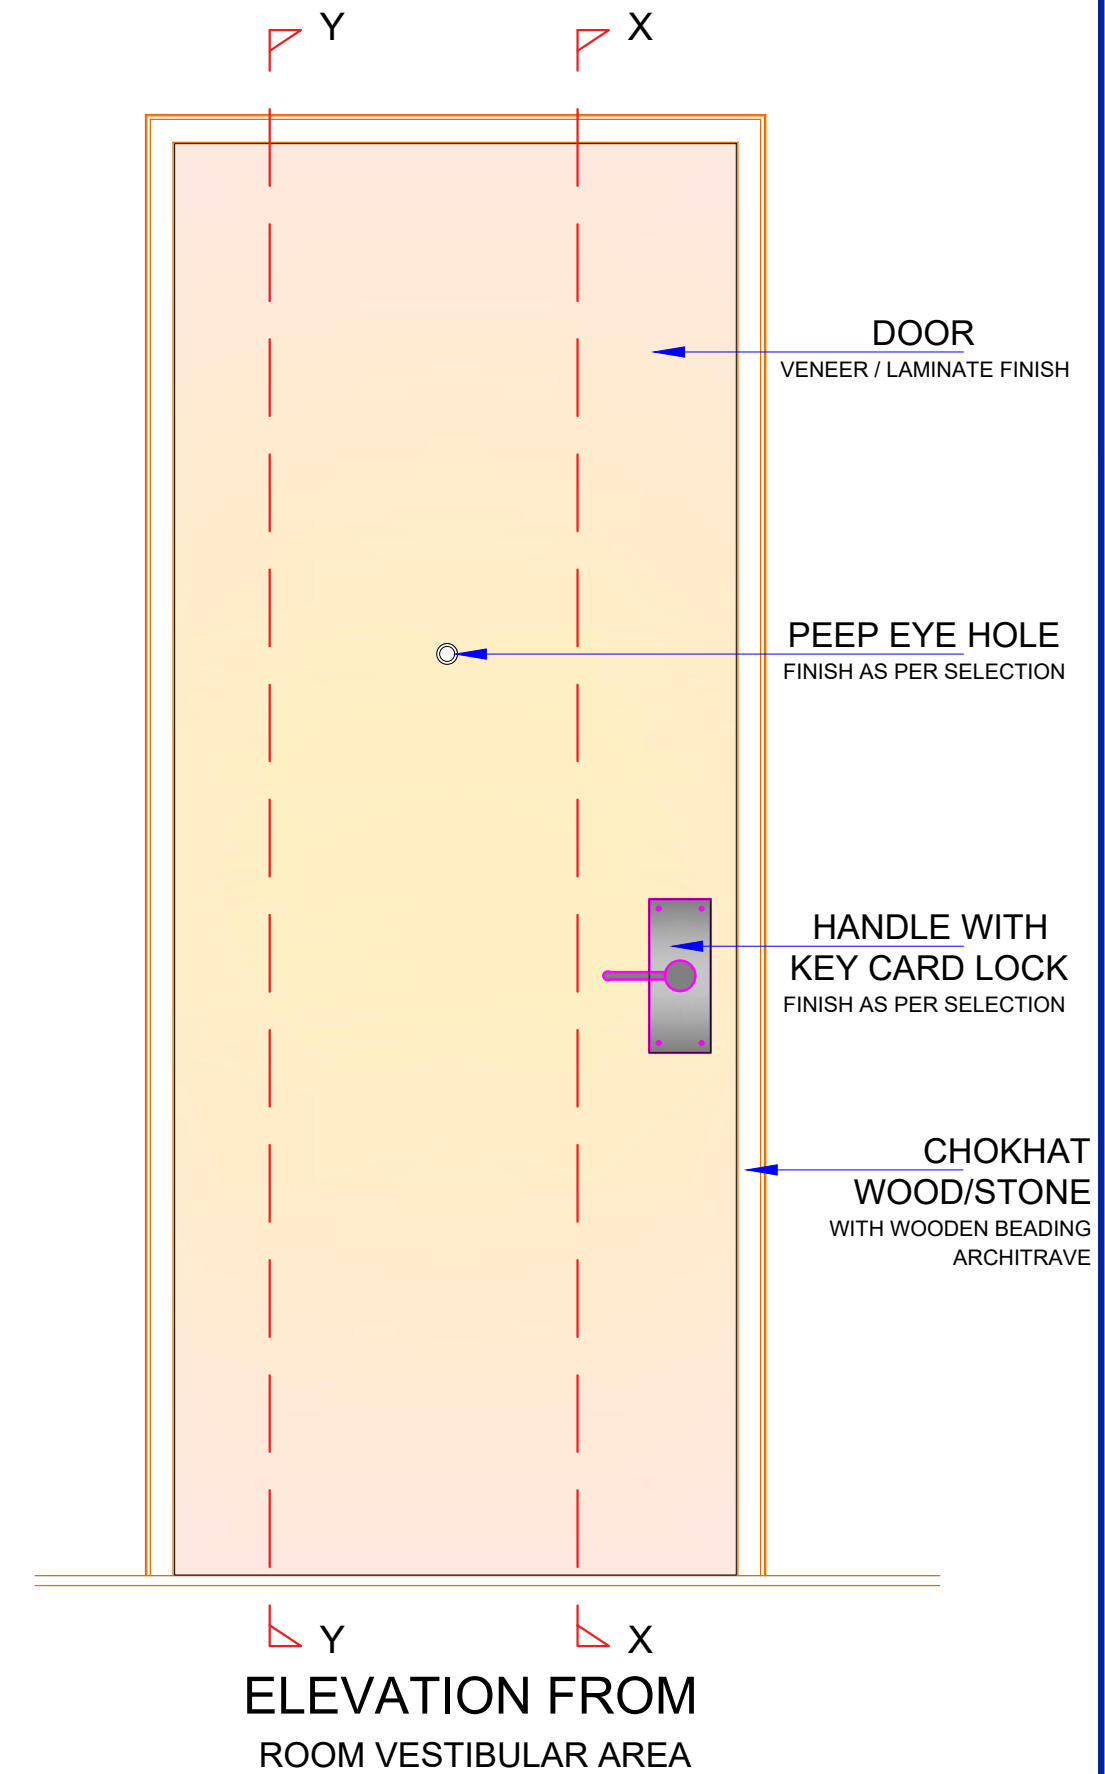 Y
X
DOOR
VENEER / LAMINATE FINISH
PEEP EYE HOLE
FINISH AS PER SELECTION
HANDLE WITH
KEY CARD LOCK
FINISH AS PER SELECTION
CHOKHAT
WOOD/STONE
WITH WOODEN BEADING
ARCHITRAVE
Y
X
ELEVATION FROM
ROOM VESTIBULAR AREA